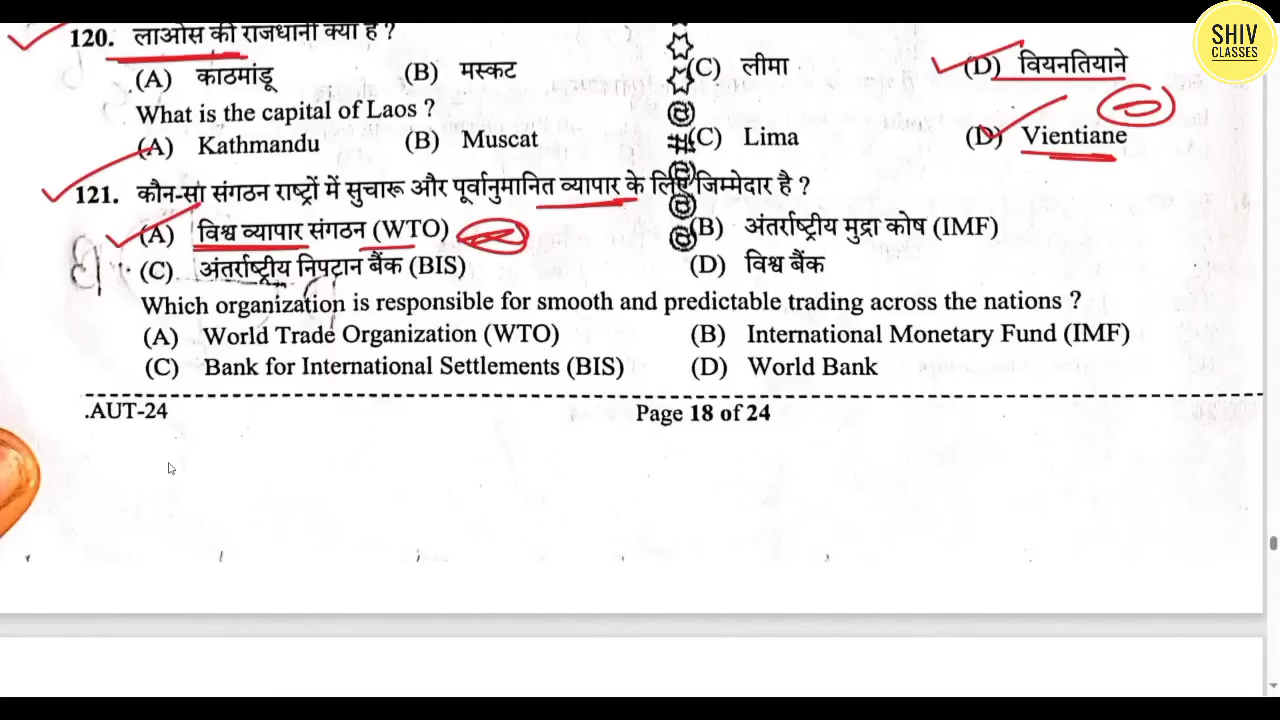 SHIV
CLASSES
120. लाओस की राजधानी क्या है ?
(A) काठमांडू (B) मस्कट (C) लीमा (D) वियनतियाने
What is the capital of Laos ?
(A) Kathmandu (B) Muscat (C) Lima (D) Vientiane
121. कौन-सा संगठन राष्ट्रों में सुचारू और पूर्वानुमानित व्यापार के लिए जिम्मेदार है ?
(A) विश्व व्यापार संगठन (WTO) (B) अंतर्राष्ट्रीय मुद्रा कोष (IMF)
(C) अंतर्राष्ट्रीय निपटान बैंक (BIS) (D) विश्व बैंक
Which organization is responsible for smooth and predictable trading across the nations ?
(A) World Trade Organization (WTO) (B) International Monetary Fund (IMF)
(C) Bank for International Settlements (BIS) (D) World Bank
.AUT-24 Page 18 of 24